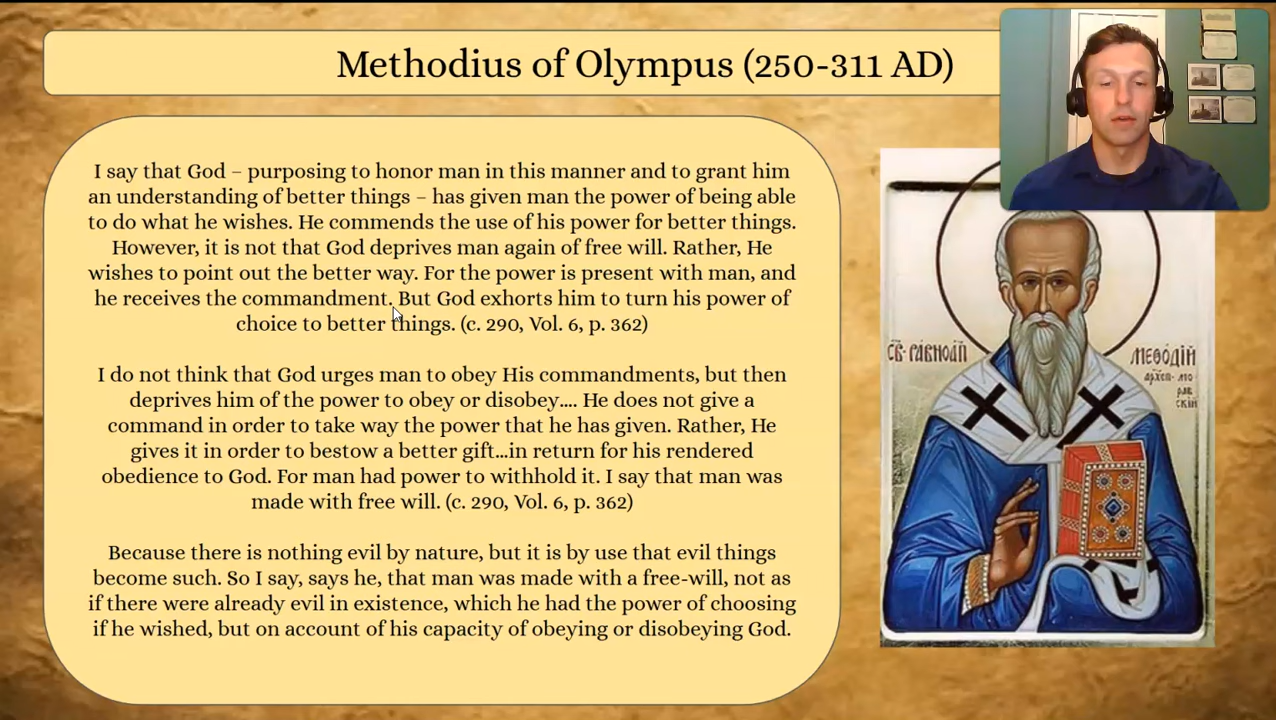 Methodius of Olympus (250-311 AD)
I say that God – purposing to honor man in this manner and to grant him
an understanding of better things – has given man the power of being able
to do what he wishes. He commends the use of his power for better things.
However, it is not that God deprives man again of free will. Rather, He
wishes to point out the better way. For the power is present with man, and
he receives the commandment. But God exhorts him to turn his power of
choice to better things. (c. 290, Vol. 6, p. 362)
I do not think that God urges man to obey His commandments, but then
deprives him of the power to obey or disobey…. He does not give a
command in order to take way the power that he has given. Rather, He
gives it in order to bestow a better gift…in return for his rendered
obedience to God. For man had power to withhold it. I say that man was
made with free will. (c. 290, Vol. 6, p. 362)
Because there is nothing evil by nature, but it is by use that evil things
become such. So I say, says he, that man was made with a free-will, not as
if there were already evil in existence, which he had the power of choosing
if he wished, but on account of his capacity of obeying or disobeying God.
МЕѲОДІЙ